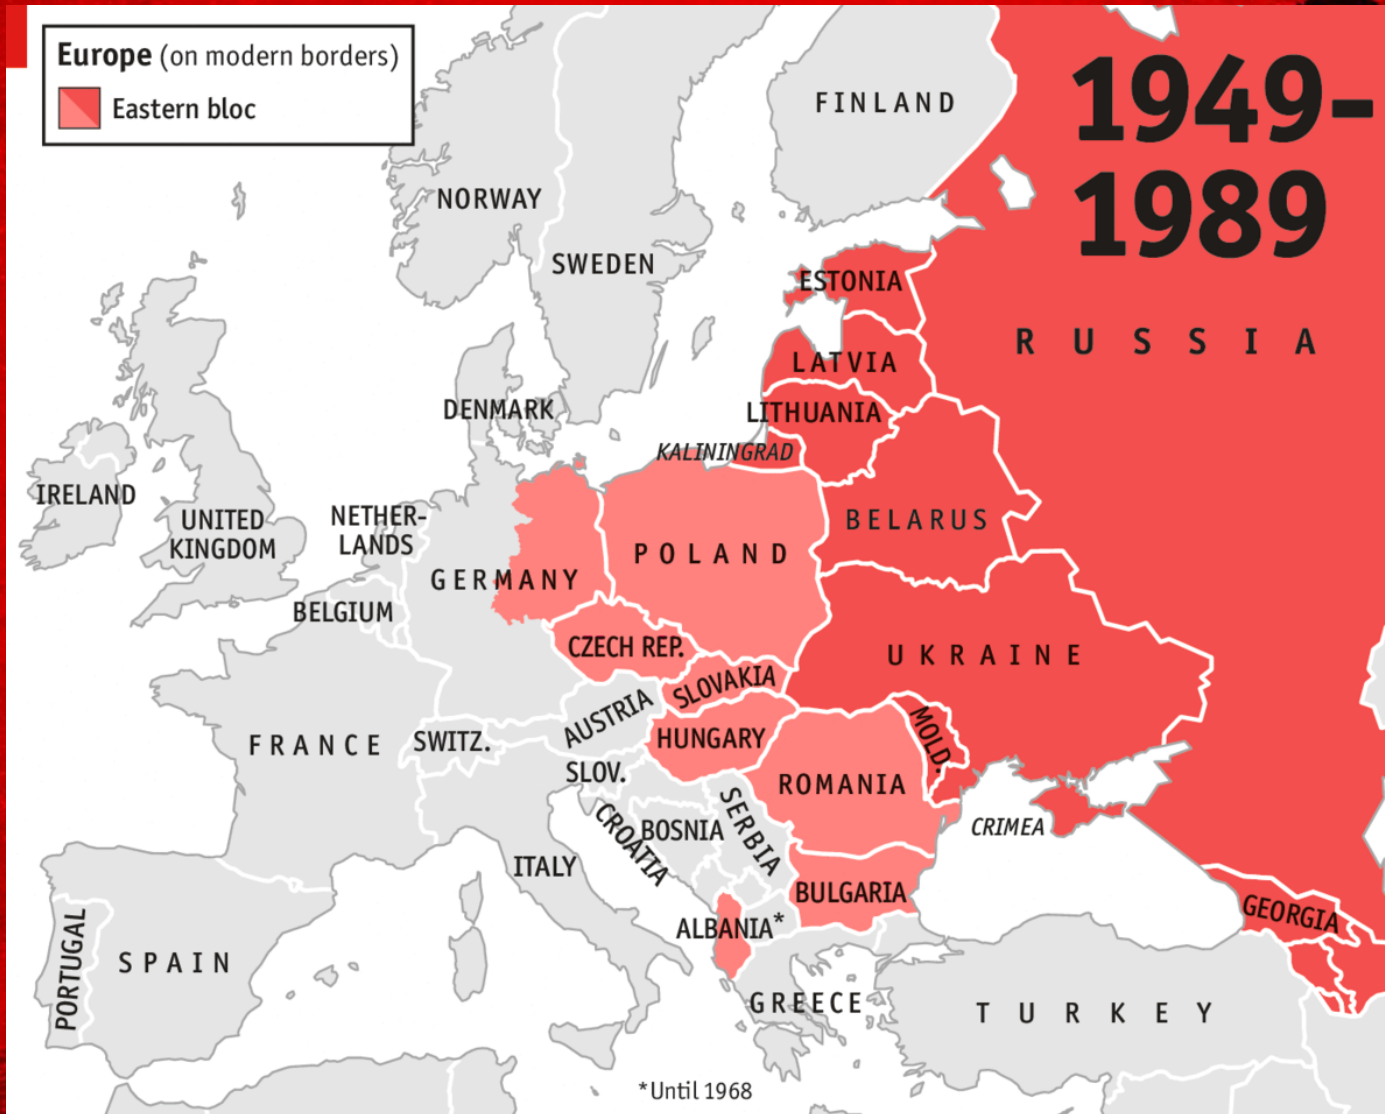 Europe (on modern borders)
Eastern bloc
1949–
1989
FINLAND
NORWAY
SWEDEN
ESTONIA
RUSSIA
LATVIA
DENMARK
LITHUANIA
KALININGRAD
IRELAND
UNITED
KINGDOM
NETHER-
LANDS
BELARUS
POLAND
GERMANY
BELGIUM
CZECH REP.
UKRAINE
SLOVAKIA
AUSTRIA
FRANCE
SWITZ.
HUNGARY
MOLD.
SLOV.
ROMANIA
CROATIA
BOSNIA
SERBIA
CRIMEA
ITALY
BULGARIA
GEORGIA
ALBANIA*
PORTUGAL
SPAIN
GREECE
TURKEY
*Until 1968